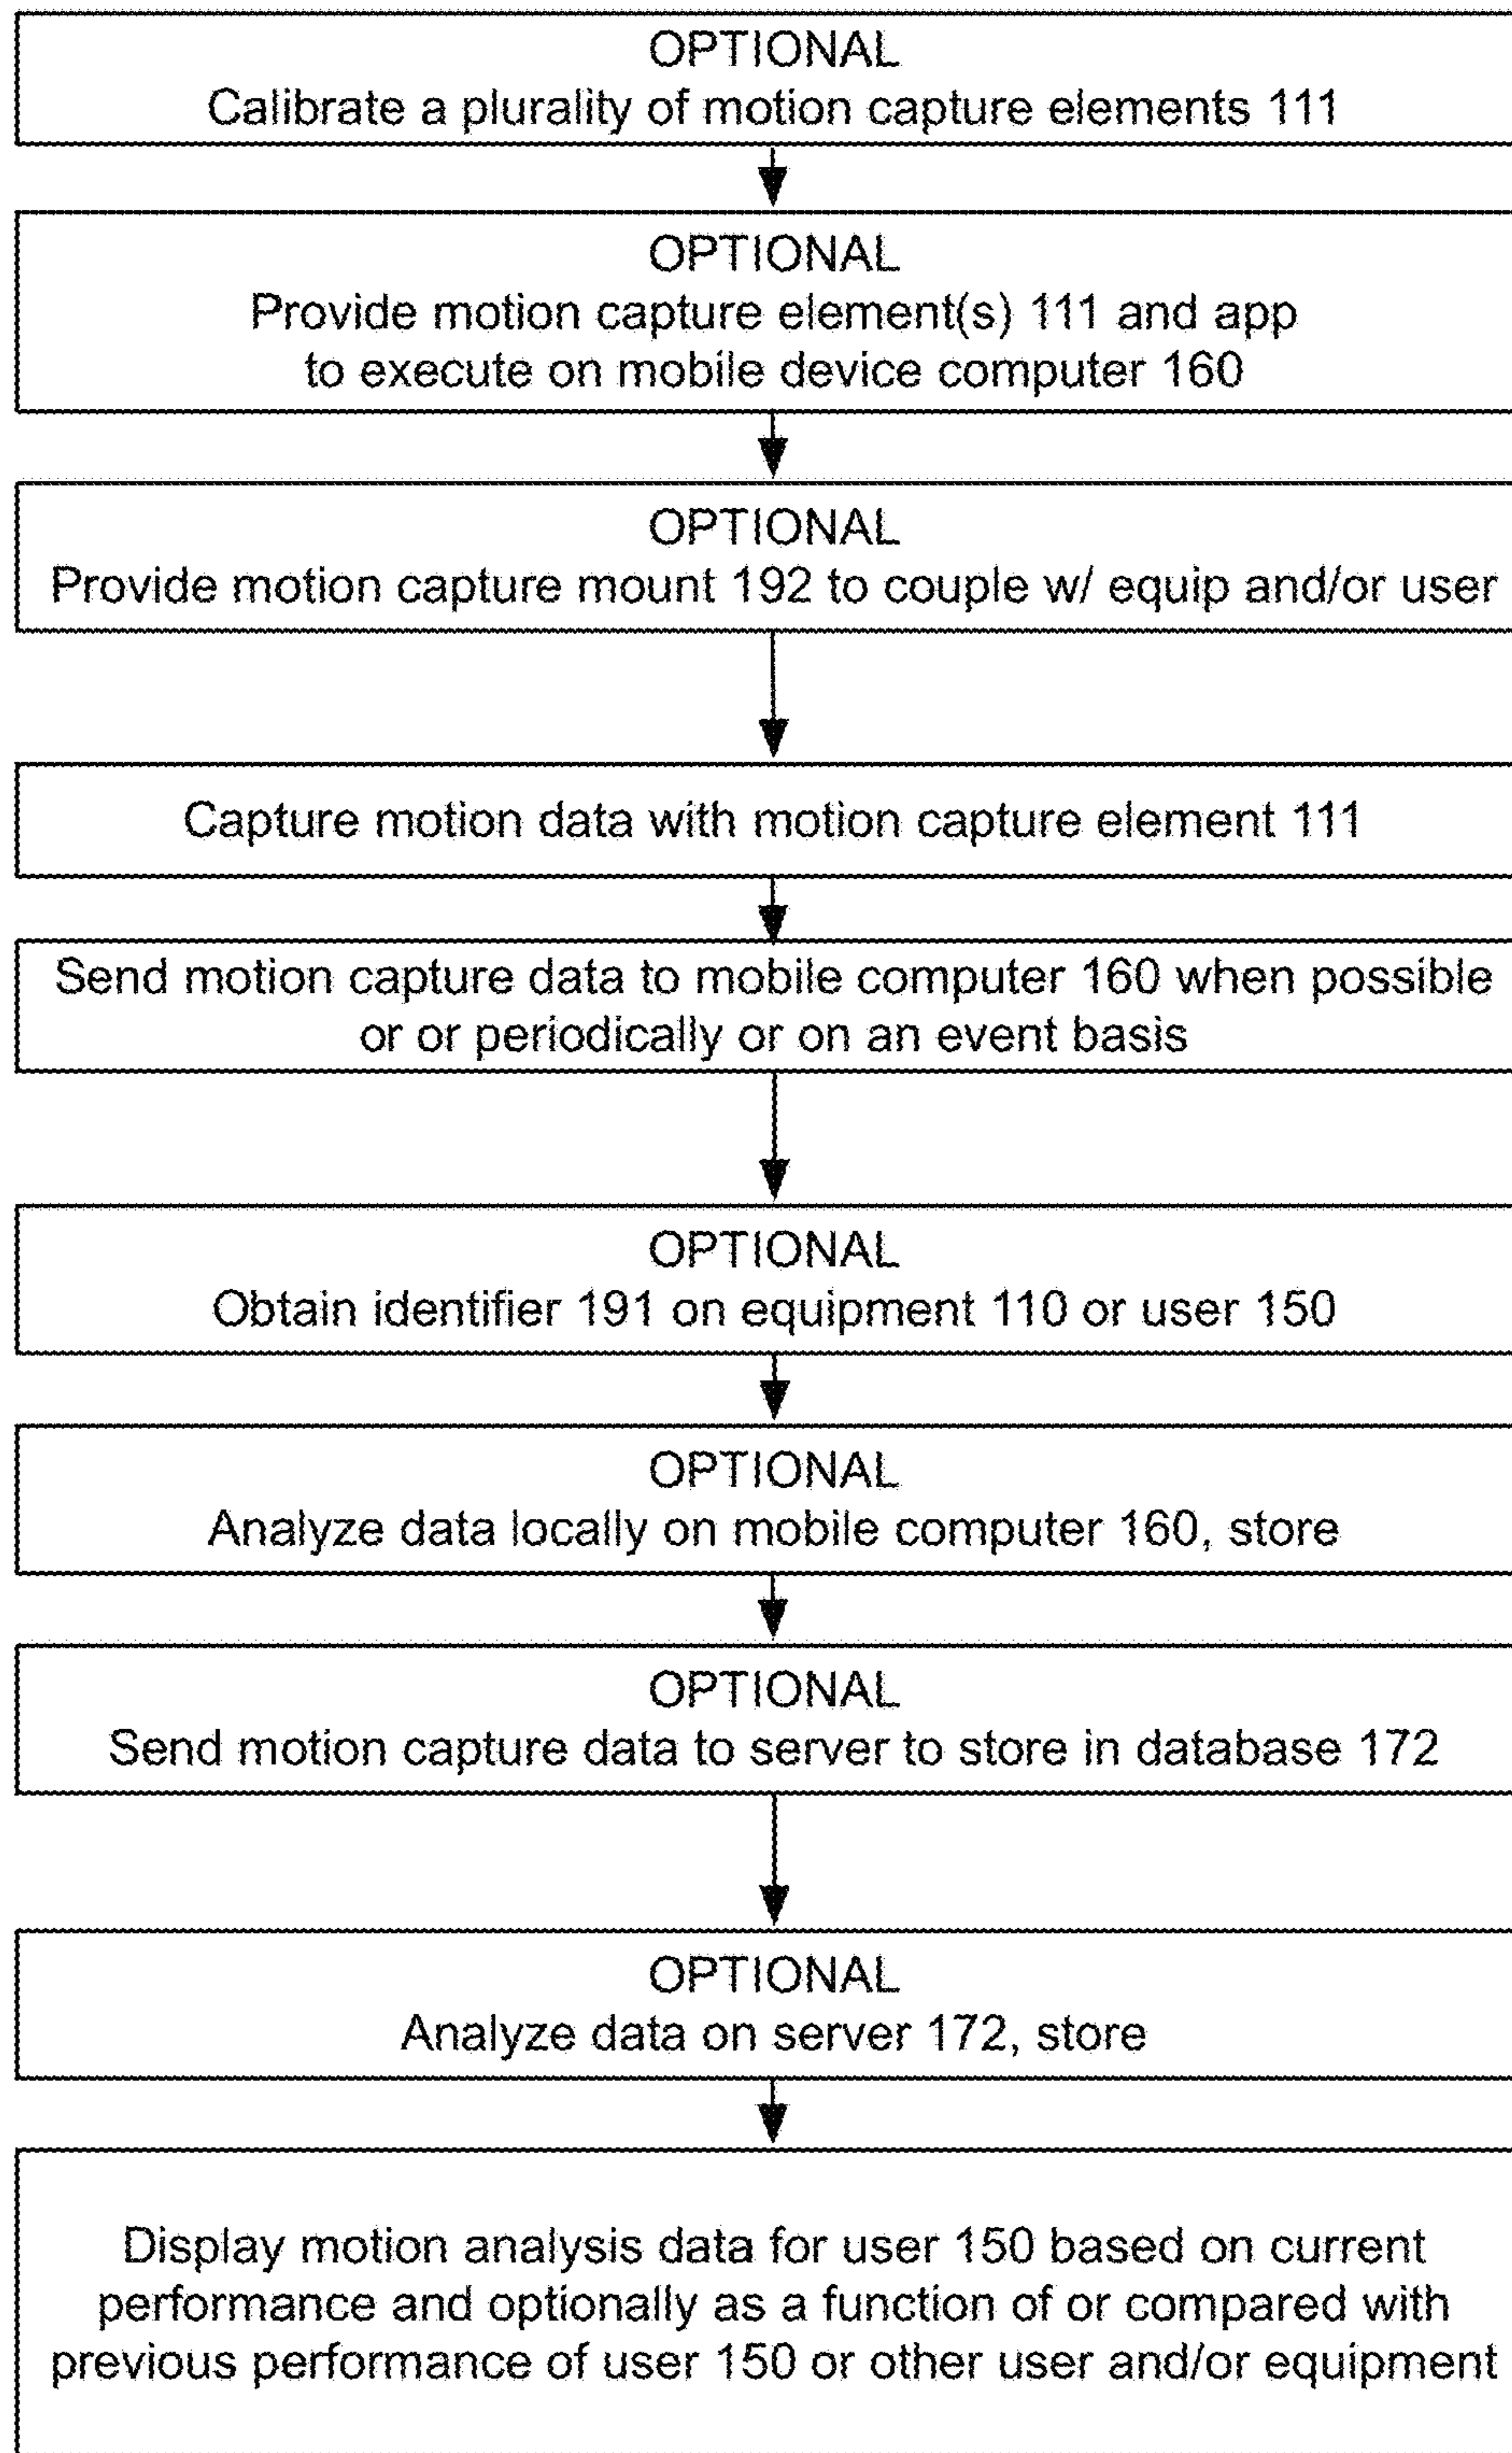 OPTIONAL
Calibrate a plurality of motion capture elements 111
OPTIONAL
Provide motion capture element(s) 111 and app
to execute on mobile device computer 160
OPTIONAL
Provide motion capture mount 192 to couple w/ equip and/or user
Capture motion data with motion capture element 111
Send motion capture data to mobile computer 160 when possible
or or periodically or on an event basis
OPTIONAL
Obtain identifier 191 on equipment 110 or user 150
OPTIONAL
Analyze data locally on mobile computer 160, store
OPTIONAL
Send motion capture data to server to store in database 172
OPTIONAL
Analyze data on server 172, store
Display motion analysis data for user 150 based on current
performance and optionally as a function of or compared with
previous performance of user 150 or other user and/or equipment